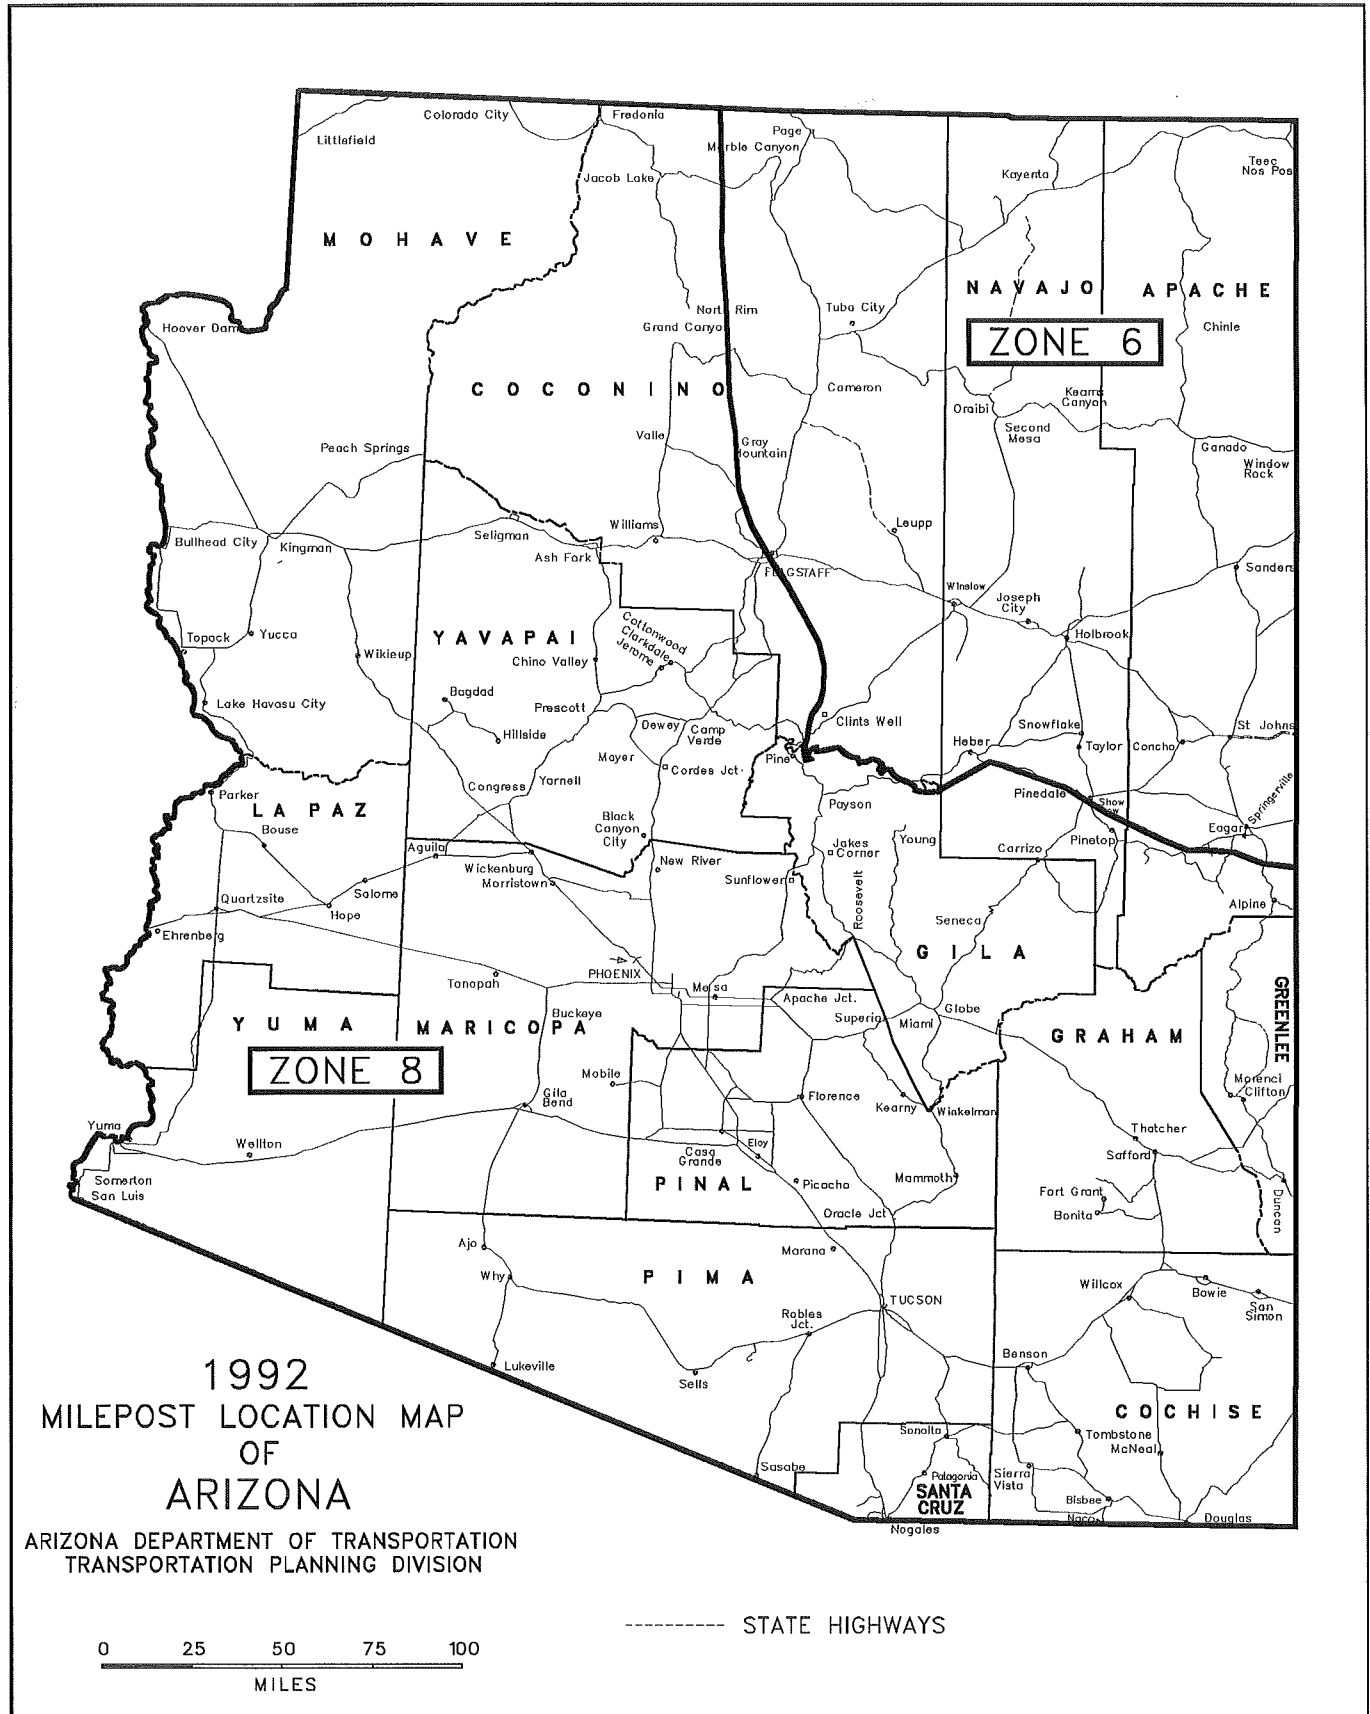 Colorado City
Fredonia
Page
Littlefield
Marble Canyon
Teec
Nos Pos
Jacob Lake
Kayenta
MOHAVE
NAVAJO
APACHE
North Rim
Tuba City
Hoover Dam
Grand Canyon
Chinle
ZONE 6
COCONINO
Cameron
Canyon
Oraibi
Valle
Second
Mesa
Gray
Mountain
Peach Springs
Ganado
Window
Rock
Williams
Leupp
Bullhead City
Kingman
Seligman
Ash Fork
FLAGSTAFF
Sanders
Winslow
Joseph
City
Cottonwood
Clarkdale
Jerome
Topock
Yucca
YAVAPAI
Holbrook
Wikieup
Chino Valley
Bagdad
Lake Havasu City
Prescott
Clints Well
Hillside
Dewey
Camp
Verde
Snowflake
St Johns
Heber
Taylor
Concho
Mayer
Pine
Cordes Jct.
Congress
Yarnell
Parker
LA PAZ
Payson
Pinedale
Show
Low
Springerville
Bouse
Black
Canyon
City
Eagar
Jakes
Corner
Young
Pinetop
Aguila
Carrizo
Wickenburg
New River
Morristown
Sunflower
Salome
Roosevelt
Quartzsite
Hope
Seneca
Alpine
Ehrenberg
GILA
PHOENIX
Tonopah
Mesa
Apache Jct.
GREENLEE
Globe
YUMA
MARICOPA
Buckeye
Superior
Miami
GRAHAM
ZONE 8
Mobile
Morenci
Clifton
Gila
Bend
Florence
Kearny
Winkelman
Yuma
Thatcher
Wellton
Eloy
Casa
Grande
Safford
Somerton
San Luis
PINAL
Picacho
Mammoth
Fort Grant
Bonita
Duncan
Oracle Jct
Ajo
Marana
Why
PIMA
Willcox
Bowie
San
Simon
TUCSON
Robles
Jct.
Benson
Lukeville
Sells
1992
MILEPOST LOCATION MAP
OF
ARIZONA
COCHISE
Tombstone
McNeal
Sasabe
Sierra
Vista
Patagonia
SANTA
CRUZ
Bisbee
Naco
Douglas
Nogales
ARIZONA DEPARTMENT OF TRANSPORTATION
TRANSPORTATION PLANNING DIVISION
STATE HIGHWAYS
0 25 50 75 100
MILES